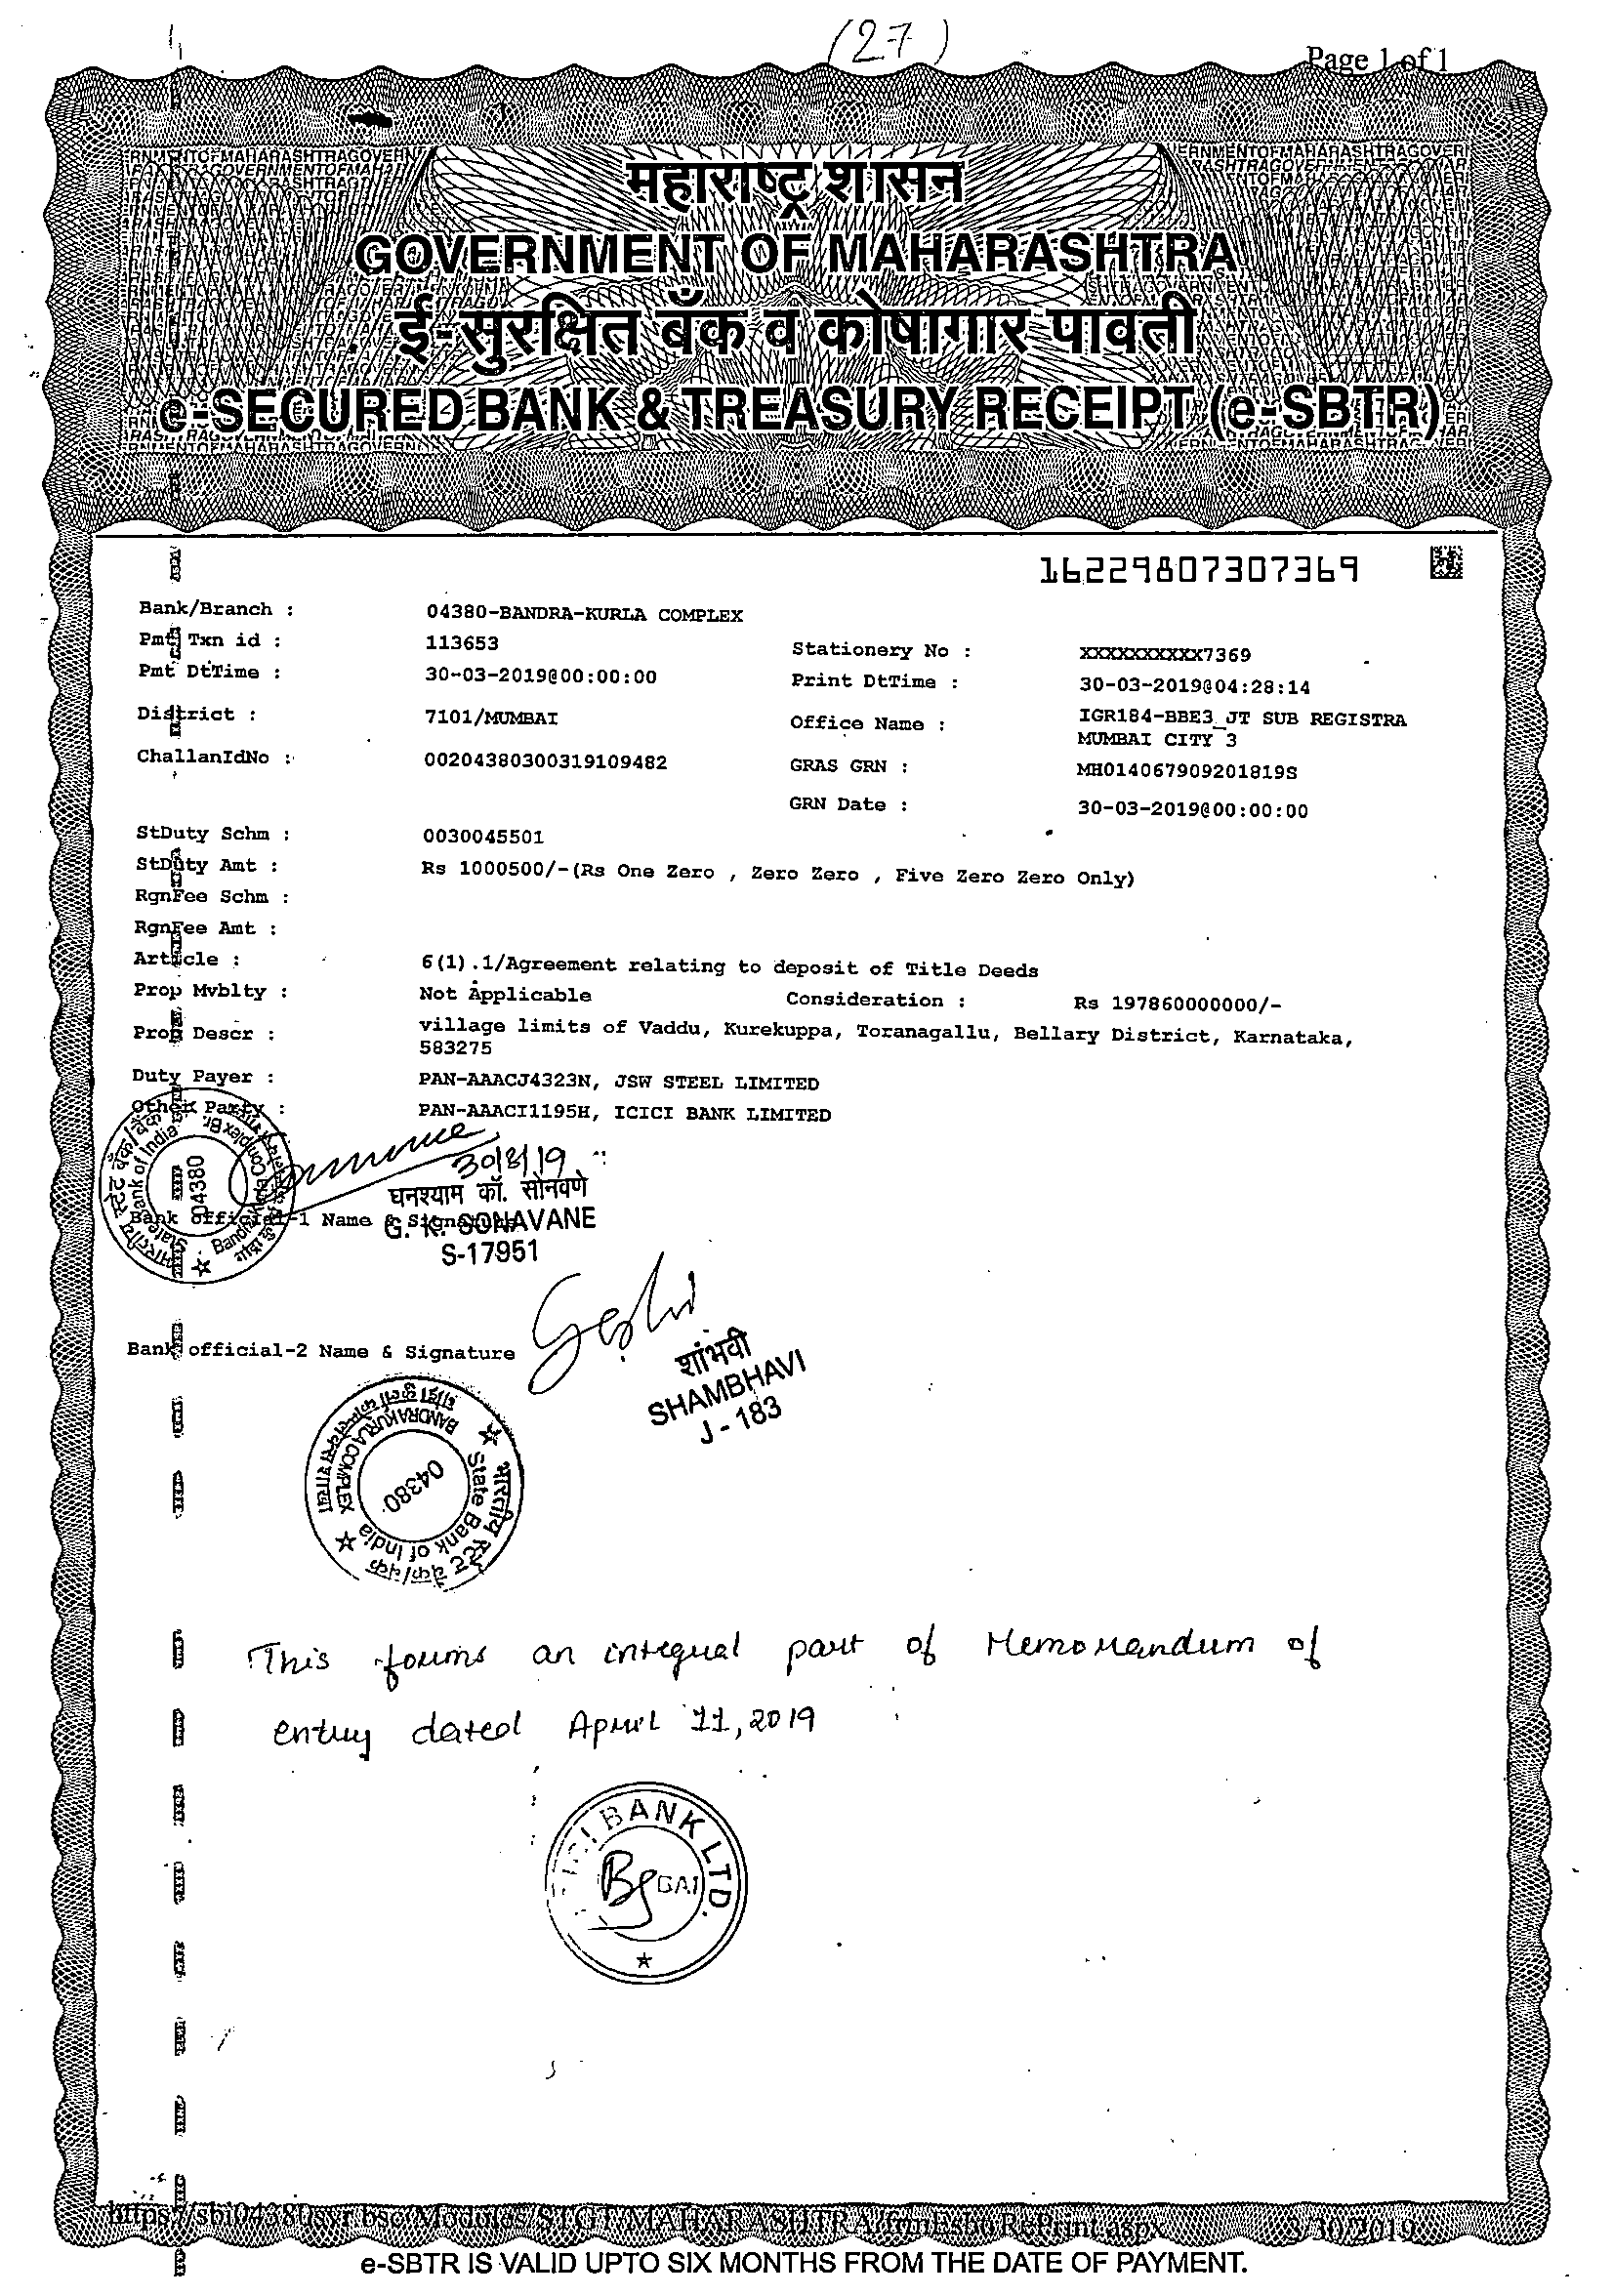 (27)
Page 1 of 1
महाराष्ट्र शासन
GOVERNMENT OF MAHARASHTRA
ई-सुरक्षित बँक व कोषागार पावती
e-SECURED BANK & TREASURY RECEIPT (e-SBTR)
16229807307369
Bank/Branch : 04380-BANDRA-KURLA COMPLEX
Pmt Txn id : 113653 Stationery No : XXXXXXXXXX7369
Pmt DtTime : 30-03-2019@00:00:00 Print DtTime : 30-03-2019@04:28:14
District : 7101/MUMBAI Office Name : IGR184-BBE3_JT SUB REGISTRA
MUMBAI CITY 3
ChallanIdNo : 00204380300319109482 GRAS GRN : MH014067909201819S
GRN Date : 30-03-2019@00:00:00
StDuty Schm : 0030045501
StDuty Amt : Rs 1000500/-(Rs One Zero , Zero Zero , Five Zero Zero Only)
RgnFee Schm :
RgnFee Amt :
Article : 6(1).1/Agreement relating to deposit of Title Deeds
Prop Mvblty : Not Applicable Consideration : Rs 197860000000/-
Prop Descr : village limits of Vaddu, Kurekuppa, Toranagallu, Bellary District, Karnataka,
583275
Duty Payer : PAN-AAACJ4323N, JSW STEEL LIMITED
Other Party : PAN-AAACI1195H, ICICI BANK LIMITED
30/3/19
घनश्याम कॉ. सोनवणे
Bank official-1 Name & Signature
G. K. SONAVANE
S-17951
भारतीय स्टेट बैंक/बँक
State Bank of India
Bandra Kurla Complex Br.
04380
Bank official-2 Name & Signature
शांभवी
SHAMBHAVI
J - 183
भारतीय स्टेट बैंक/बँक
State Bank of India
BANDRA KURLA COMPLEX
04380
This forms an integral part of Memorandum of
entry dated April 11, 2019
BANK LTD.
https://sbi04380svr.bsc/Modules/STGT/MAHARASHTRA/frmEsbtrRePrint.aspx 3/30/2019
e-SBTR IS VALID UPTO SIX MONTHS FROM THE DATE OF PAYMENT.